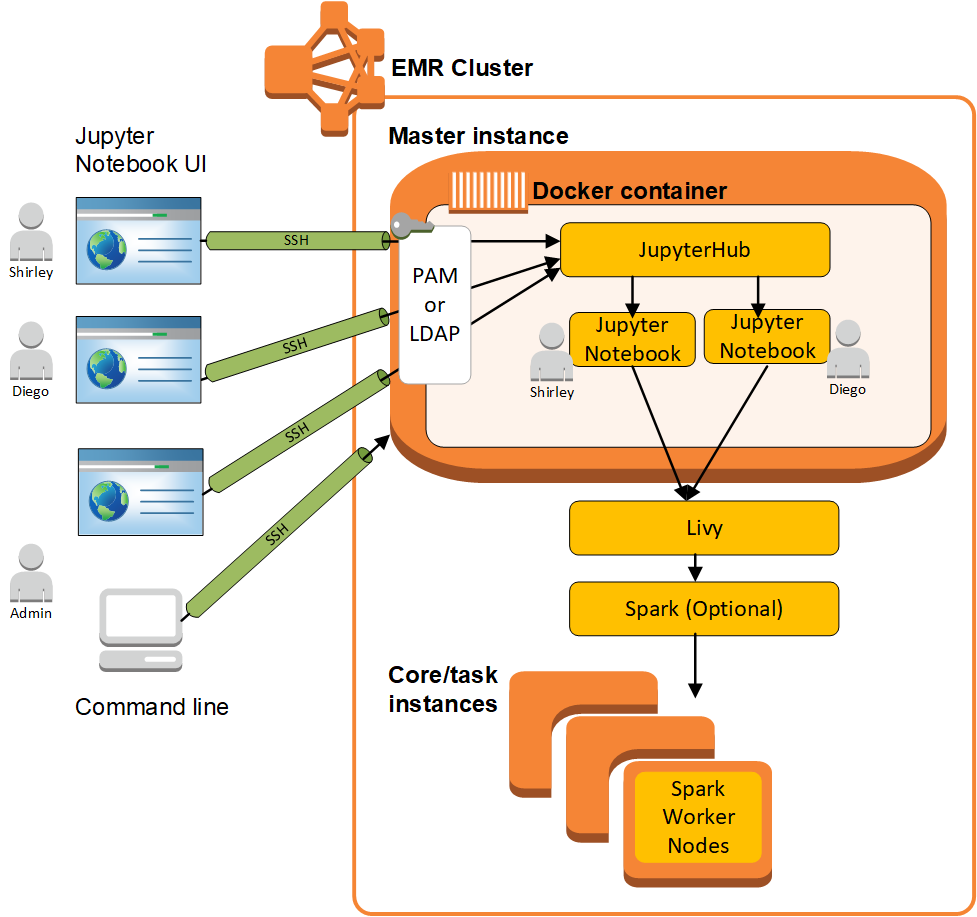 EMR Cluster
Jupyter
Notebook UI
Master instance
Docker container
Shirley
SSH
PAM
or
LDAP
JupyterHub
Diego
SSH
Jupyter
Notebook
Shirley
Jupyter
Notebook
Diego
SSH
SSH
Livy
Admin
Spark (Optional)
Command line
Core/task
instances
Spark
Worker
Nodes